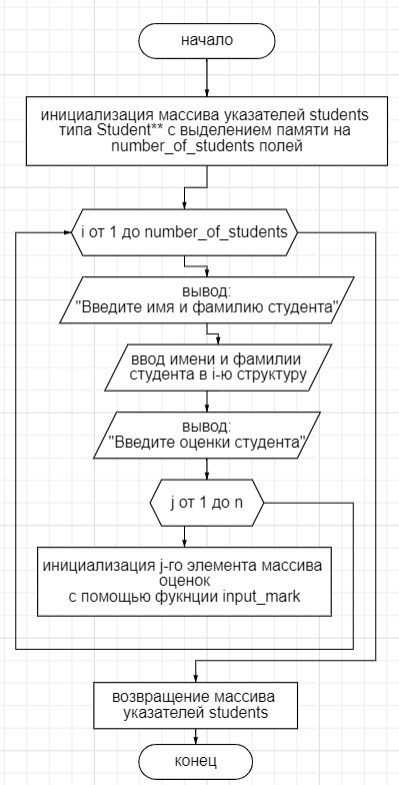 начало
инициализация массива указателей students
типа Student** с выделением памяти на
number_of_students полей
i от 1 до number_of_students
вывод:
"Введите имя и фамилию студента"
ввод имени и фамилии
студента в i-ю структуру
вывод:
"Введите оценки студента"
j от 1 до n
инициализация j-го элемента массива
оценок
с помощью фукнции input_mark
возвращение массива
указателей students
конец